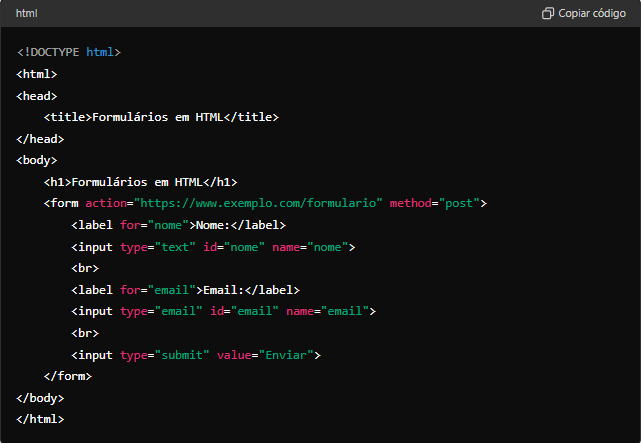 html
Copiar código
<!DOCTYPE html>
<html>
<head>
    <title>Formulários em HTML</title>
</head>
<body>
    <h1>Formulários em HTML</h1>
    <form action="https://www.exemplo.com/formulario" method="post">
        <label for="nome">Nome:</label>
        <input type="text" id="nome" name="nome">
        <br>
        <label for="email">Email:</label>
        <input type="email" id="email" name="email">
        <br>
        <input type="submit" value="Enviar">
    </form>
</body>
</html>